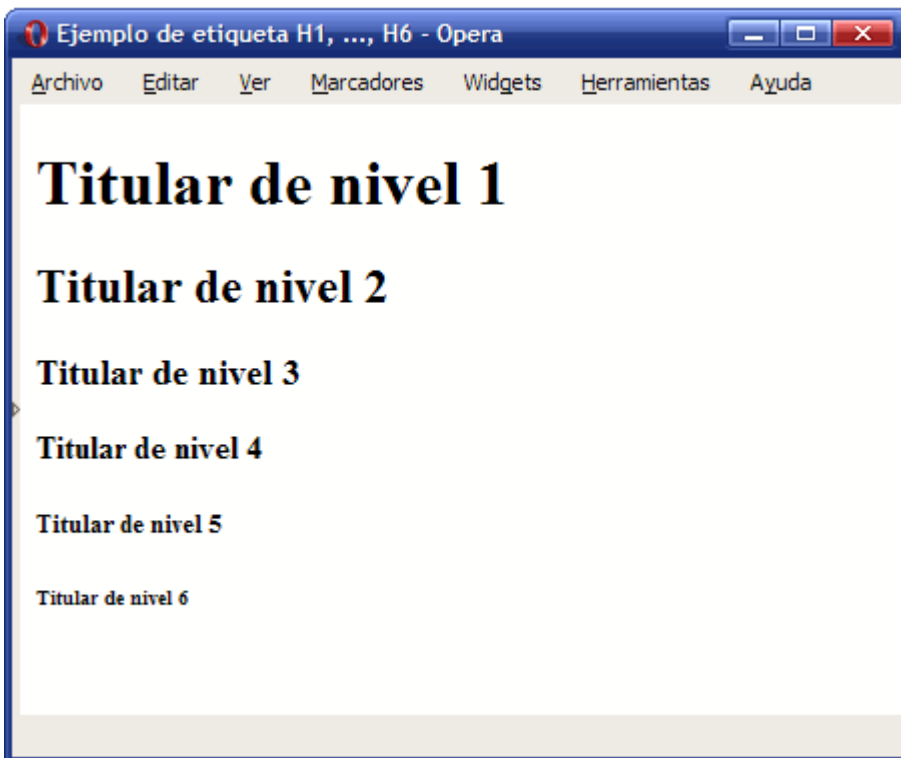 Ejemplo de etiqueta H1, ..., H6 - Opera
Archivo Editar Ver Marcadores Widgets Herramientas Ayuda
Titular de nivel 1
Titular de nivel 2
Titular de nivel 3
Titular de nivel 4
Titular de nivel 5
Titular de nivel 6